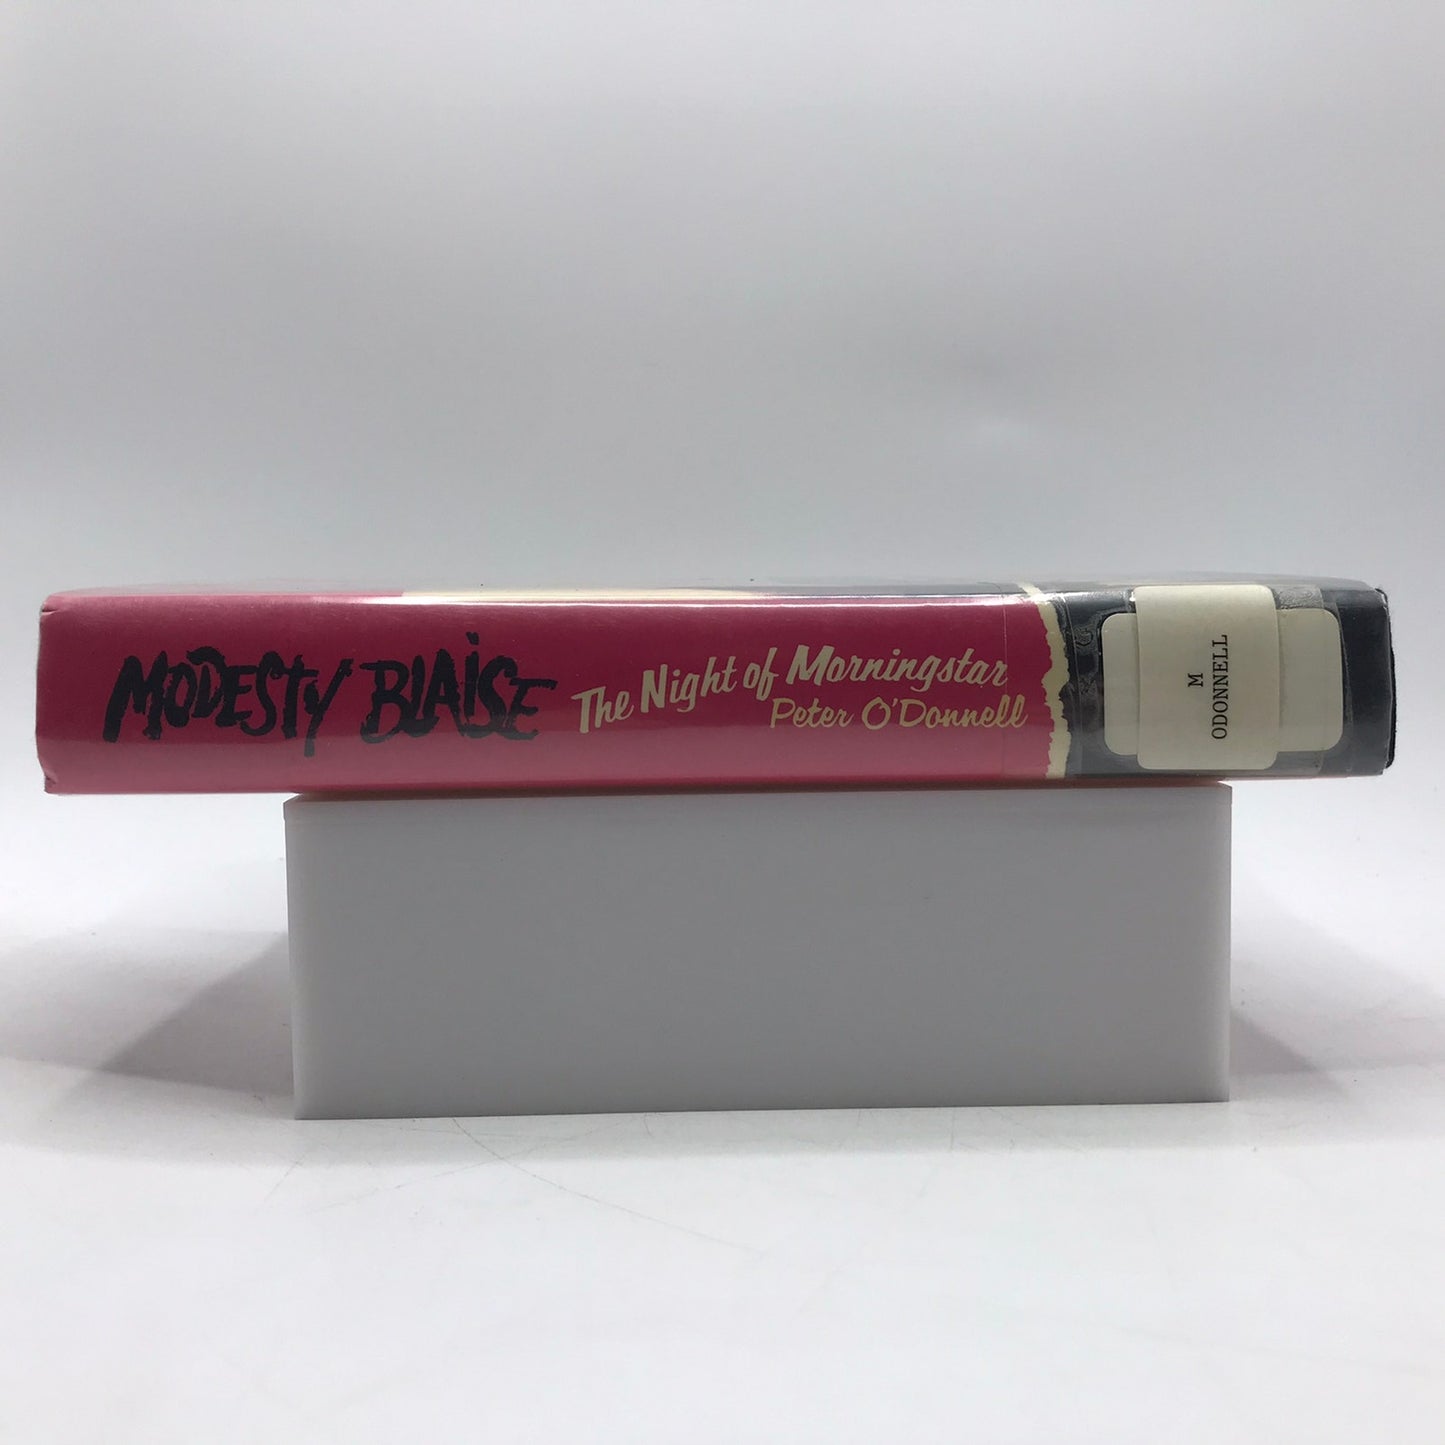 MODESTY BLAISE
The Night of Morningstar
Peter O'Donnell
M
ODONNELL